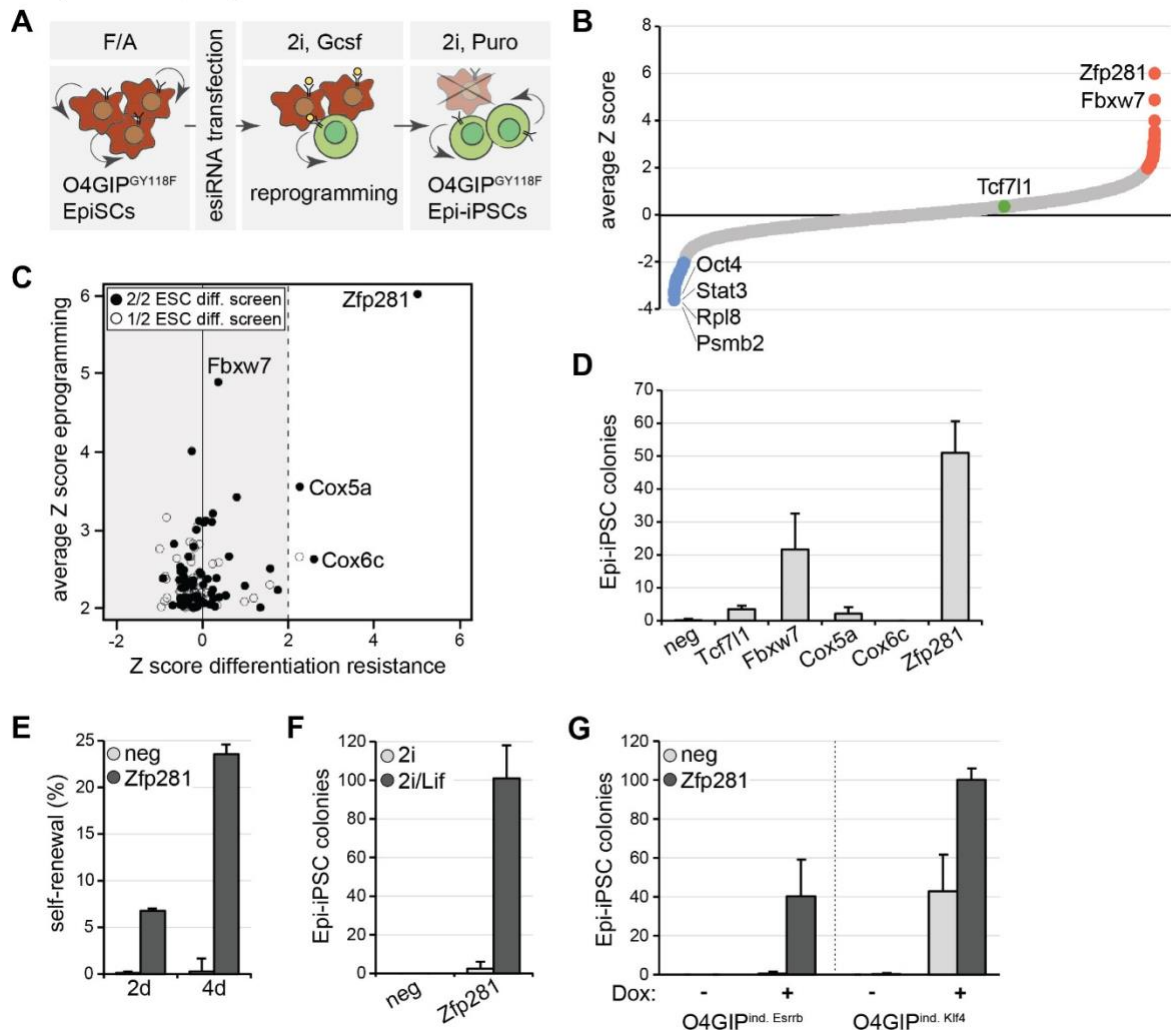 A
F/A
2i, Gcsf
2i, Puro
esiRNA transfection
O4GIPGY118F
EpiSCs
reprogramming
O4GIPGY118F
Epi-iPSCs
B
8
6
4
2
0
-2
-4
average Z score
Zfp281
Fbxw7
Tcf7l1
Oct4
Stat3
Rpl8
Psmb2
C
2/2 ESC diff. screen
1/2 ESC diff. screen
Zfp281
Fbxw7
Cox5a
Cox6c
6
5
4
3
2
average Z score eprogramming
-2 0 2 4 6
Z score differentiation resistance
D
70
60
50
40
30
20
10
0
Epi-iPSC colonies
neg Tcf7l1 Fbxw7 Cox5a Cox6c Zfp281
E
neg
Zfp281
25
20
15
10
5
0
self-renewal (%)
2d 4d
F
2i
2i/Lif
120
100
80
60
40
20
0
Epi-iPSC colonies
neg Zfp281
G
neg
Zfp281
120
100
80
60
40
20
0
Epi-iPSC colonies
Dox: - + - +
O4GIPind. Esrrb O4GIPind. Klf4